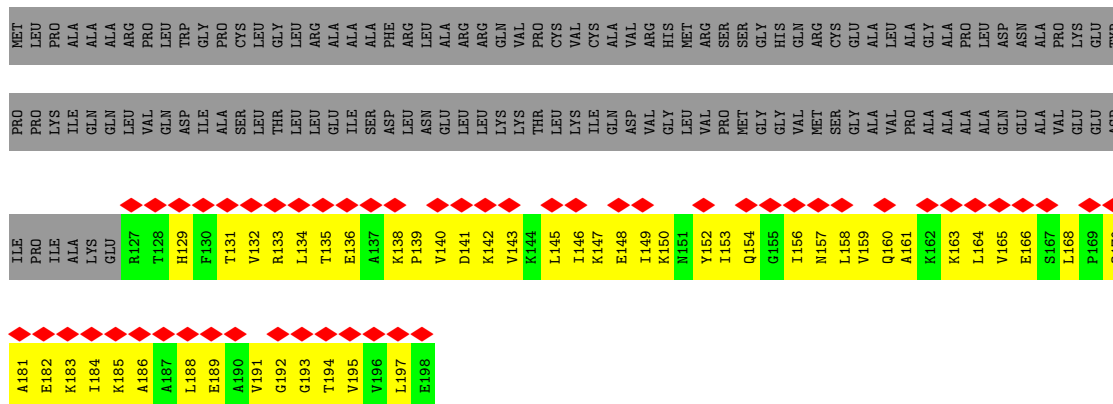 MET LEU PRO ALA ALA ALA ARG PRO LEU TRP GLY PRO CYS LEU GLY LEU ARG ALA ALA ALA PHE ARG LEU ALA ARG ARG GLN VAL PRO CYS VAL CYS ALA VAL ARG HIS MET ARG SER SER GLY HIS GLN ARG CYS GLU ALA LEU ALA GLY ALA PRO LEU ASP ASN ALA PRO LYS GLU
PRO PRO LYS ILE GLN GLN LEU VAL GLN ASP ILE ALA SER LEU THR LEU LEU GLU ILE SER ASP LEU ASN GLU LEU LEU LYS LYS THR LEU LYS ILE GLN ASP VAL GLY LEU VAL PRO MET GLY GLY VAL MET SER GLY ALA VAL PRO ALA ALA ALA ALA GLN GLU ALA VAL GLU GLU
ILE PRO ILE ALA LYS GLU R127 T128 H129 F130 T131 V132 R133 L134 T135 E136 A137 K138 P139 V140 D141 K142 V143 K144 L145 I146 K147 E148 I149 K150 N151 Y152 I153 Q154 G155 I156 N157 L158 V159 Q160 A161 K162 K163 L164 V165 E166 S167 L168 P169
A181 E182 K183 I184 K185 A186 A187 L188 E189 A190 V191 G192 G193 T194 V195 V196 L197 E198